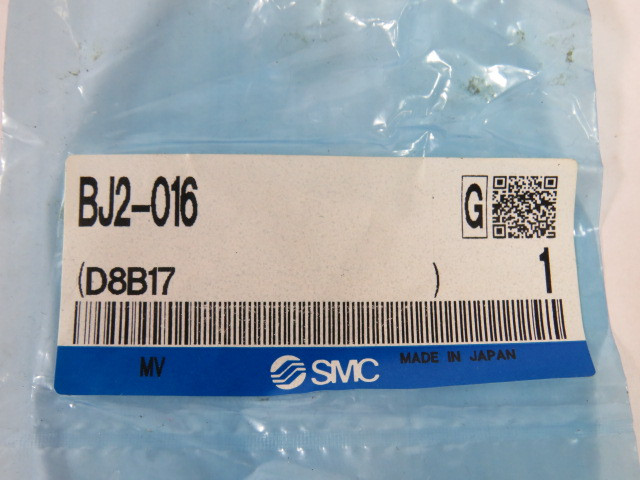 BJ2-016
G
(D8B17 )
1
MV
SMC
MADE IN JAPAN